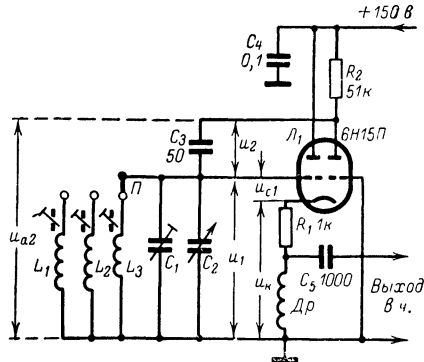 +150 В
C4
0,1
R2
51к
C3
50
u2
Л1
6Н15П
П
uа2
uc1
L1
L2
L3
C1
C2
u1
uк
R1 1к
C5 1000
Др
Выход
в ч.